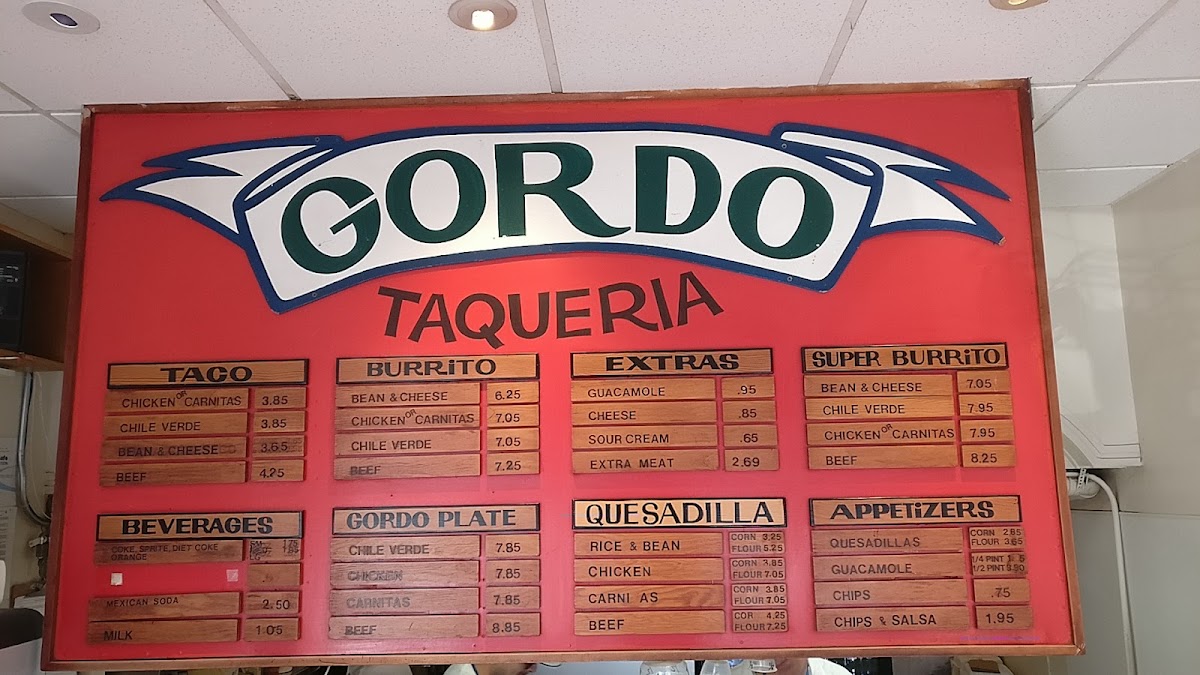 GORDO
TAQUERIA
TACO
CHICKEN OR CARNITAS 3.85
CHILE VERDE 3.85
BEAN & CHEESE 3.65
BEEF 4.25
BURRiTO
BEAN & CHEESE 6.25
CHICKEN OR CARNITAS 7.05
CHILE VERDE 7.05
BEEF 7.25
EXTRAS
GUACAMOLE .95
CHEESE .85
SOUR CREAM .65
EXTRA MEAT 2.69
SUPER BURRiTO
BEAN & CHEESE 7.05
CHILE VERDE 7.95
CHICKEN OR CARNITAS 7.95
BEEF 8.25
BEVERAGES
COKE, SPRITE, DIET COKE
ORANGE
MEXICAN SODA 2.50
MILK 1.05
GORDO PLATE
CHILE VERDE 7.85
CHICKEN 7.85
CARNITAS 7.85
BEEF 8.85
QUESADILLA
RICE & BEAN CORN 3.25
FLOUR 5.25
CHICKEN CORN 3.85
FLOUR 7.05
CARNI AS CORN 3.85
FLOUR 7.05
BEEF COR 4.25
FLOUR 7.25
APPETiZERS
QUESADILLAS CORN 2.85
FLOUR 3.65
GUACAMOLE 1/4 PINT
1/2 PINT
CHIPS .75
CHIPS & SALSA 1.95